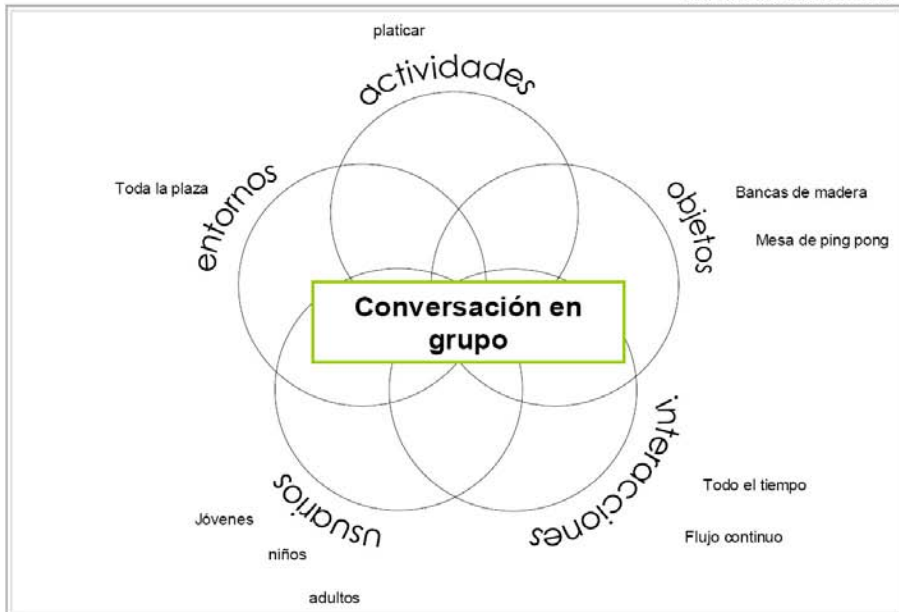 platicar
actividades
entornos
Toda la plaza
objetos
Bancas de madera
Mesa de ping pong
Conversación en
grupo
interacciones
Todo el tiempo
Flujo continuo
usuarios
Jóvenes
niños
adultos